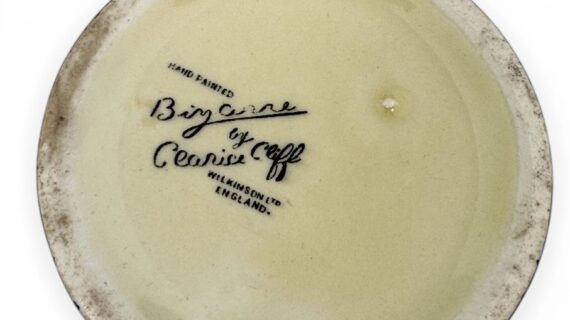 HAND PAINTED
Bizarre
by
Clarice Cliff
WILKINSON LTD
ENGLAND.